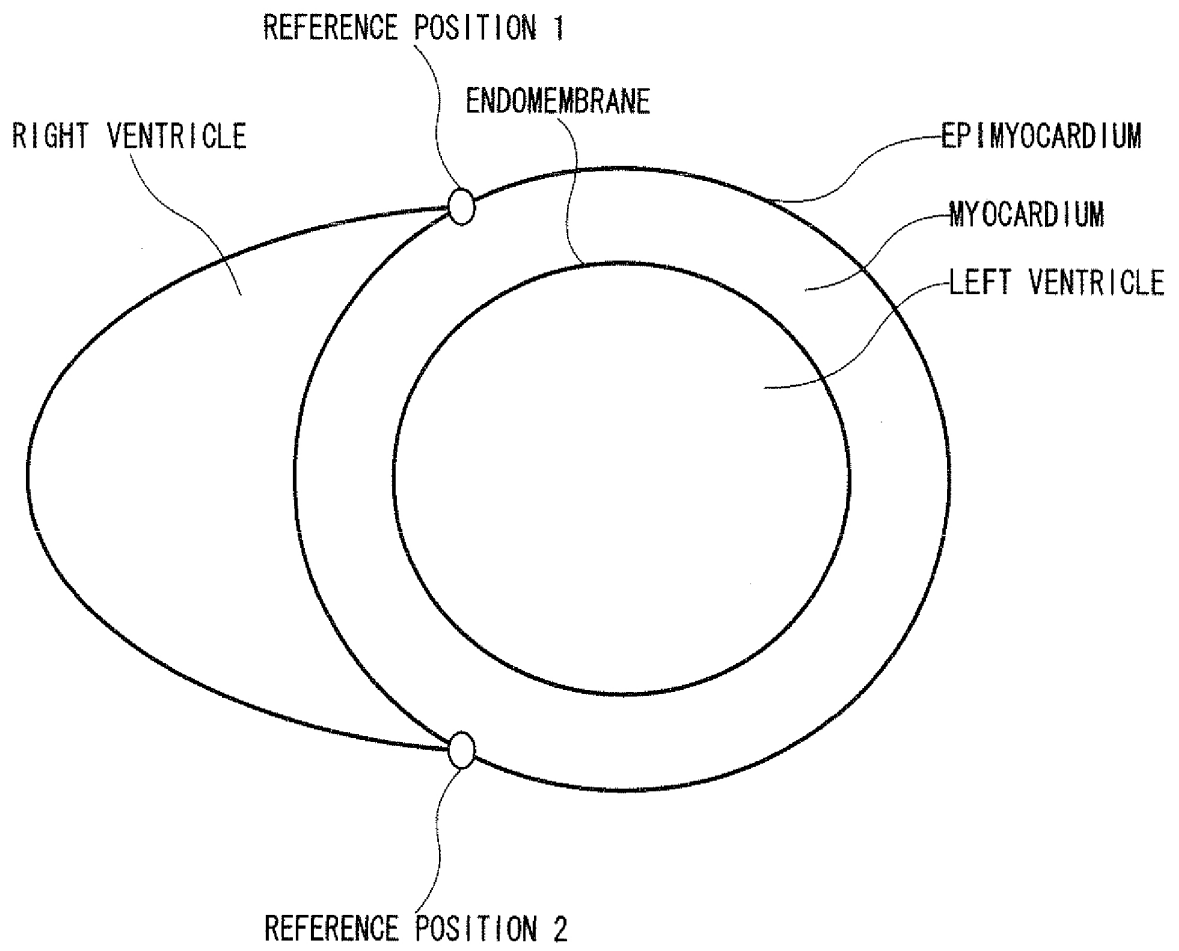 REFERENCE POSITION 1
ENDOMEMBRANE
RIGHT VENTRICLE
EPIMYOCARDIUM
MYOCARDIUM
LEFT VENTRICLE
REFERENCE POSITION 2